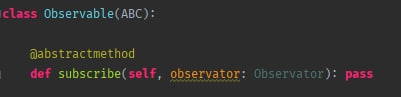 class Observable(ABC):
@abstractmethod
def subscribe(self, observator: Observator): pass